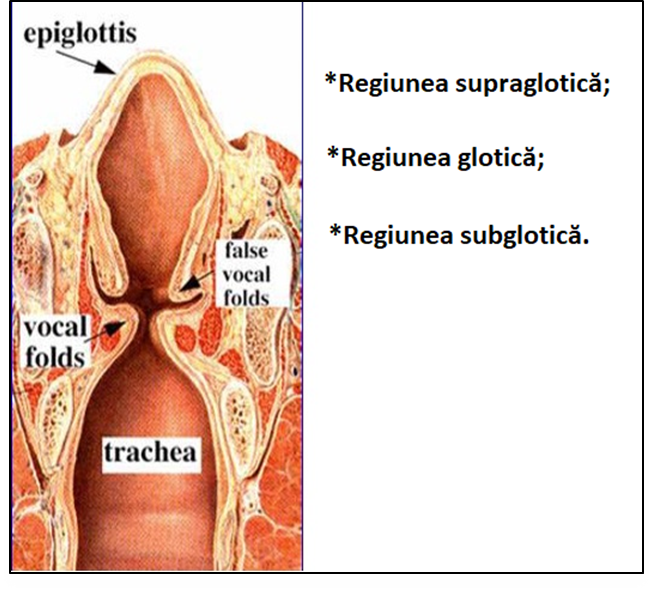 epiglottis
*Regiunea supraglotică;
*Regiunea glotică;
*Regiunea subglotică.
false
vocal
folds
vocal
folds
trachea